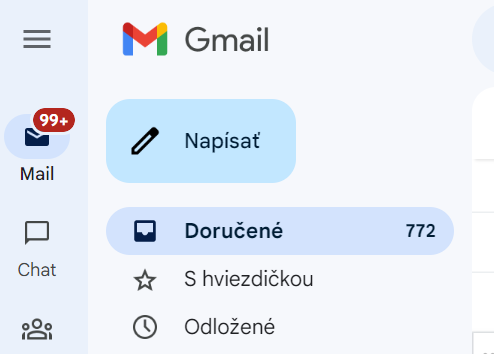 Gmail
99+
Mail
Napísať
Doručené 772
Chat
S hviezdičkou
Odložené